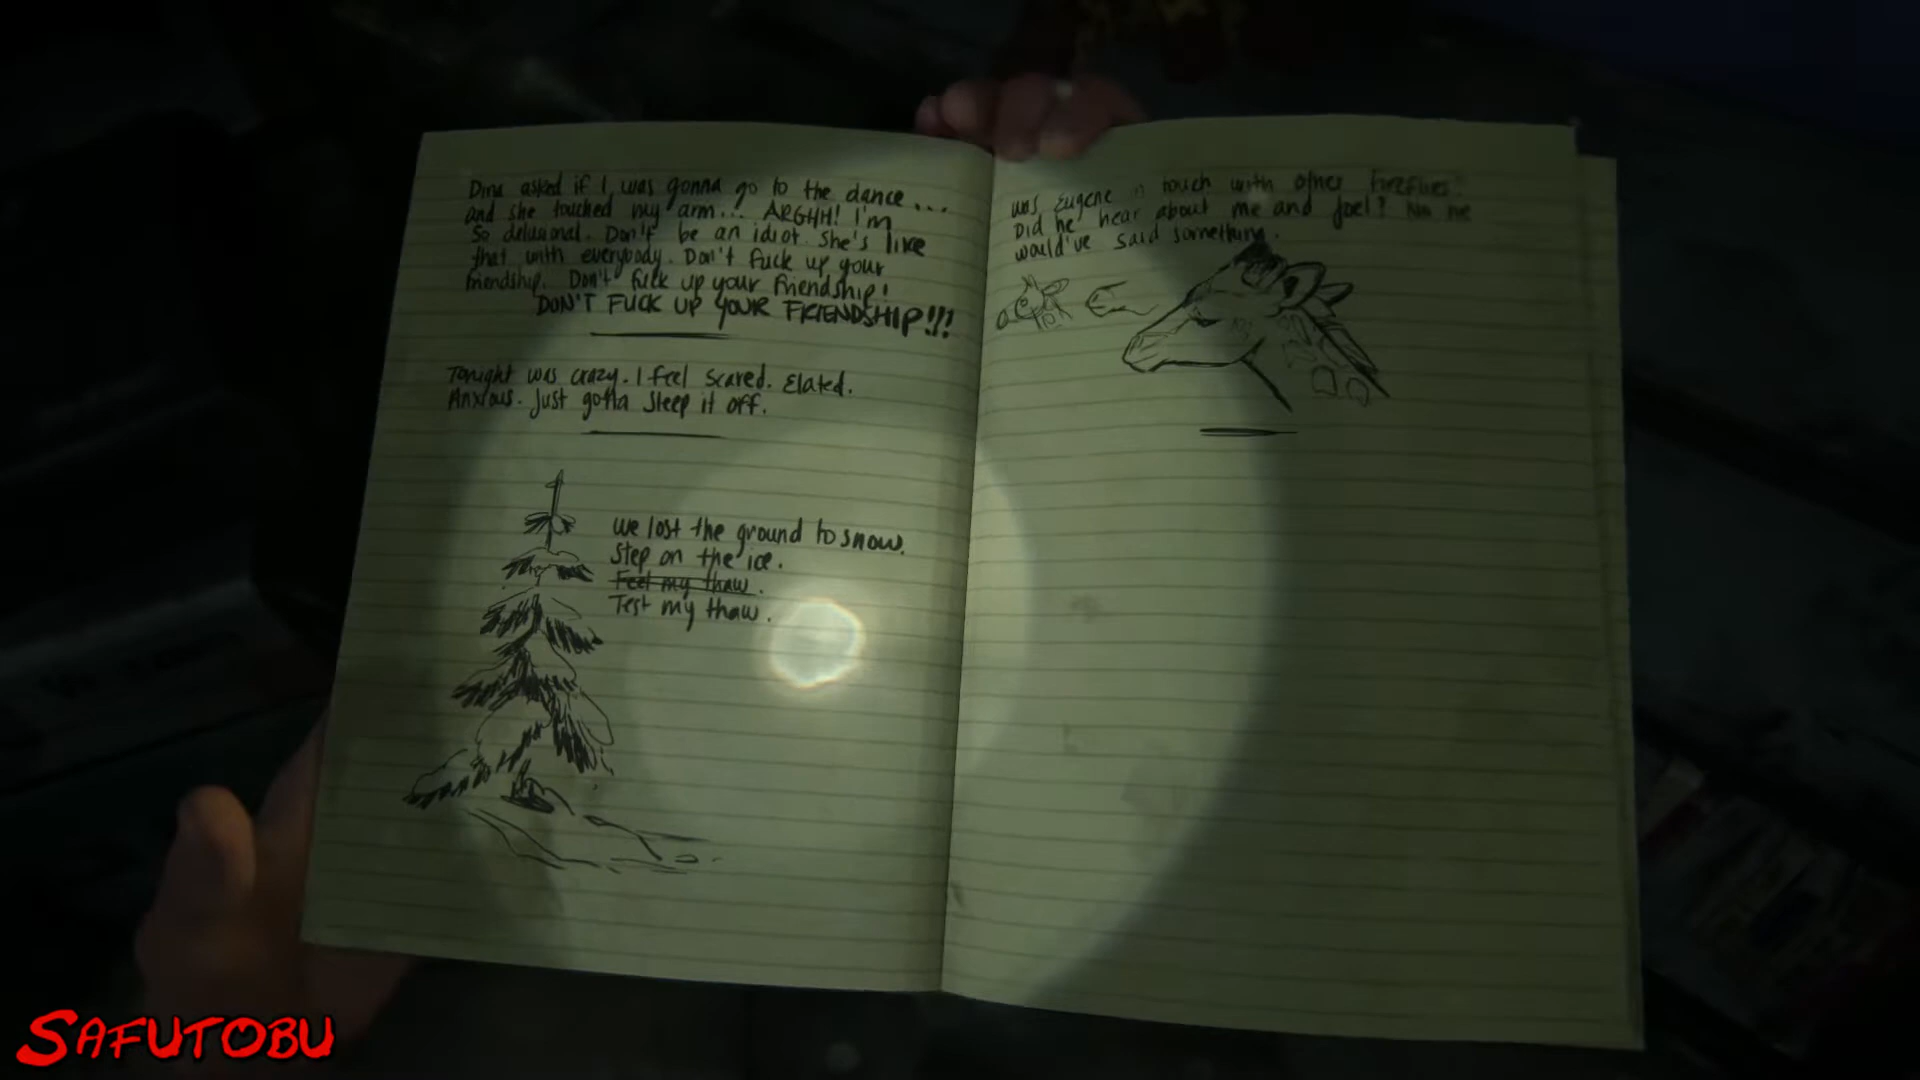 Dina asked if I was gonna go to the dance...
and she touched my arm... ARGHH! I'm
so delusional. Don't be an idiot. She's like
that with everybody. Don't fuck up your
friendship. Don't fuck up your friendship!
DON'T FUCK UP YOUR FRIENDSHIP!!!
Tonight was crazy. I feel scared. Elated.
Anxious. Just gotta sleep it off.
We lost the ground to snow.
Step on the ice.
Feel my thaw.
Test my thaw.
Was Eugene in touch with other Fireflies?
Did he hear about me and Joel? No he
would've said something.
SAFUTOBU